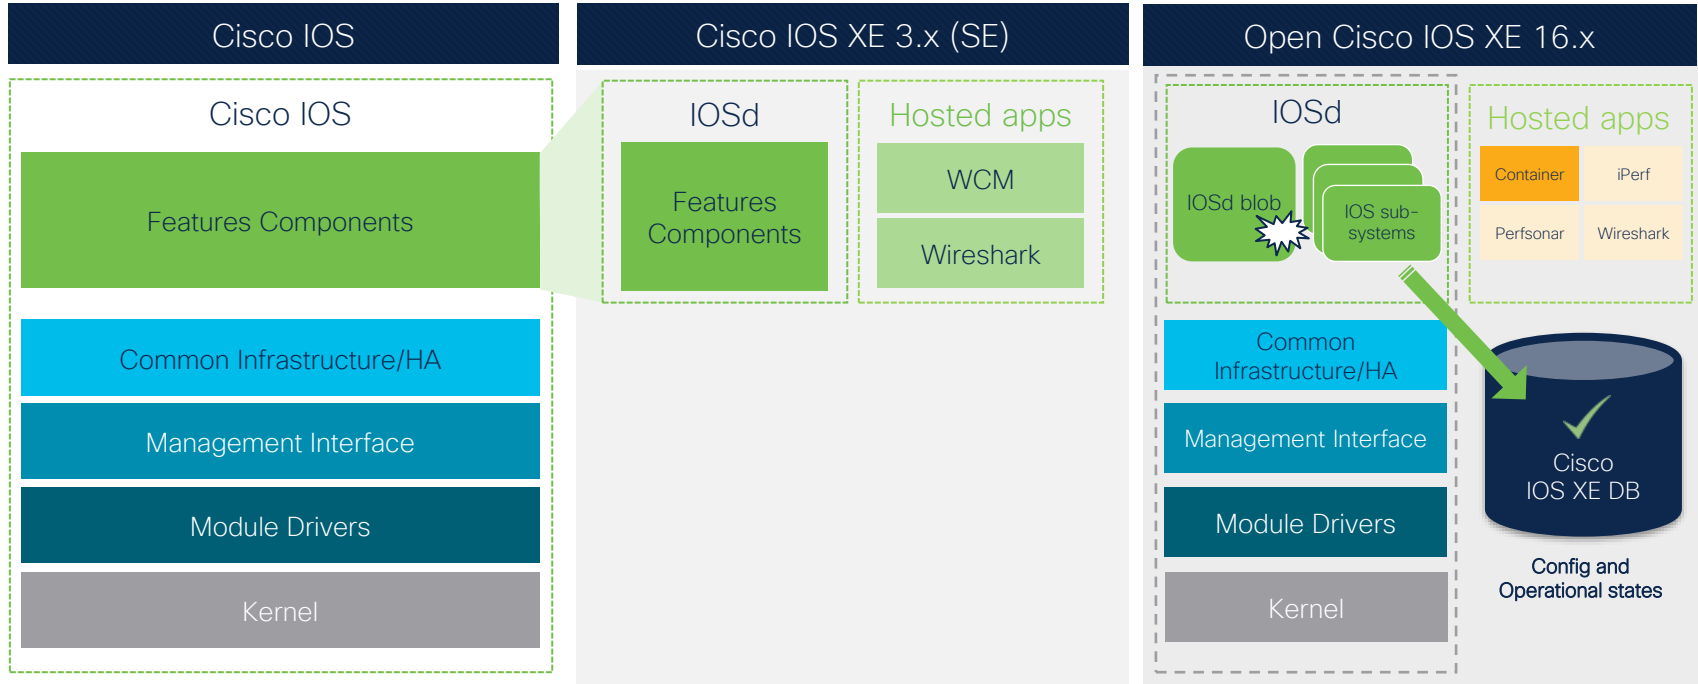 Cisco IOS
Cisco IOS
Features Components
Common Infrastructure/HA
Management Interface
Module Drivers
Kernel
Cisco IOS XE 3.x (SE)
IOSd
Features
Components
Hosted apps
WCM
Wireshark
Open Cisco IOS XE 16.x
IOSd
IOSd blob
IOS sub-
systems
Hosted apps
Container
iPerf
Perfsonar
Wireshark
Common
Infrastructure/HA
Management Interface
Module Drivers
Kernel
Cisco
IOS XE DB
Config and
Operational states